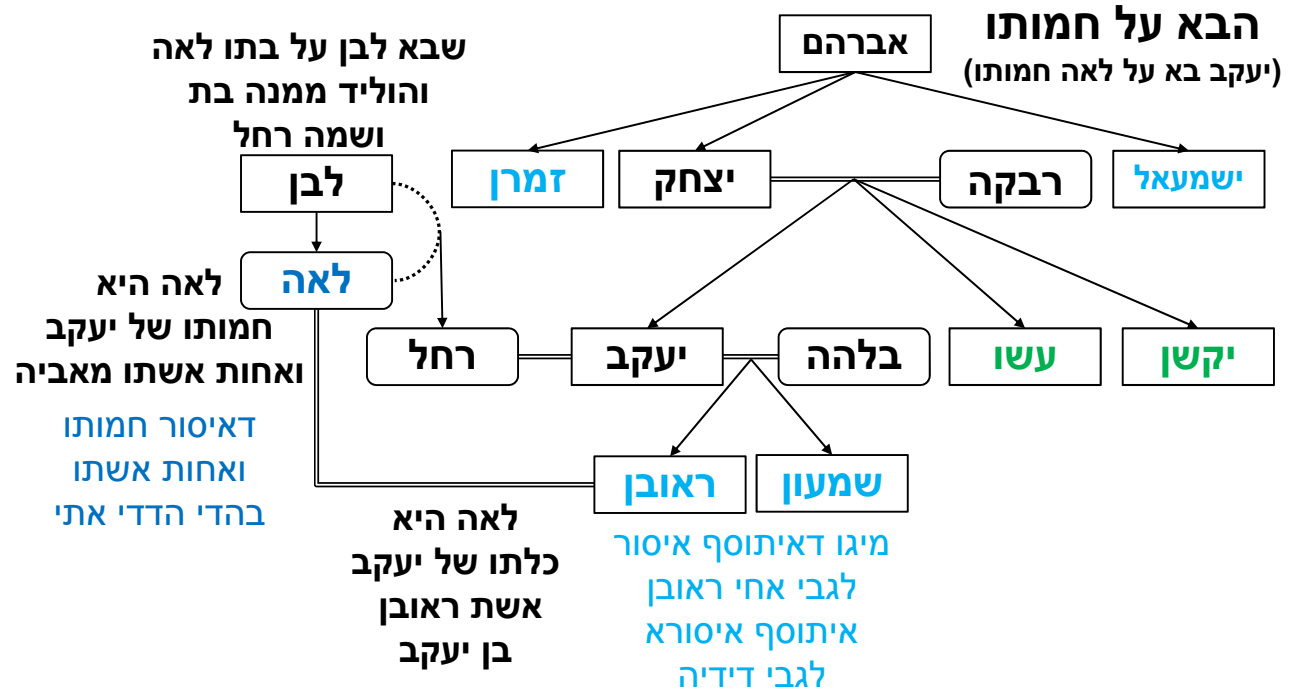 הבא על חמותו
(יעקב בא על לאה חמותו)
אברהם
שבא לבן על בתו לאה
והוליד ממנה בת
ושמה רחל
ישמעאל
רבקה
יצחק
זמרן
לבן
לאה
לאה היא
חמותו של יעקב
ואחות אשתו מאביה
דאיסור חמותו
ואחות אשתו
בהדי הדדי אתי
יקשן
עשו
בלהה
יעקב
רחל
שמעון
ראובן
מיגו דאיתוסף איסור
לגבי אחי ראובן
איתוסף איסורא
לגבי דידיה
לאה היא
כלתו של יעקב
אשת ראובן
בן יעקב